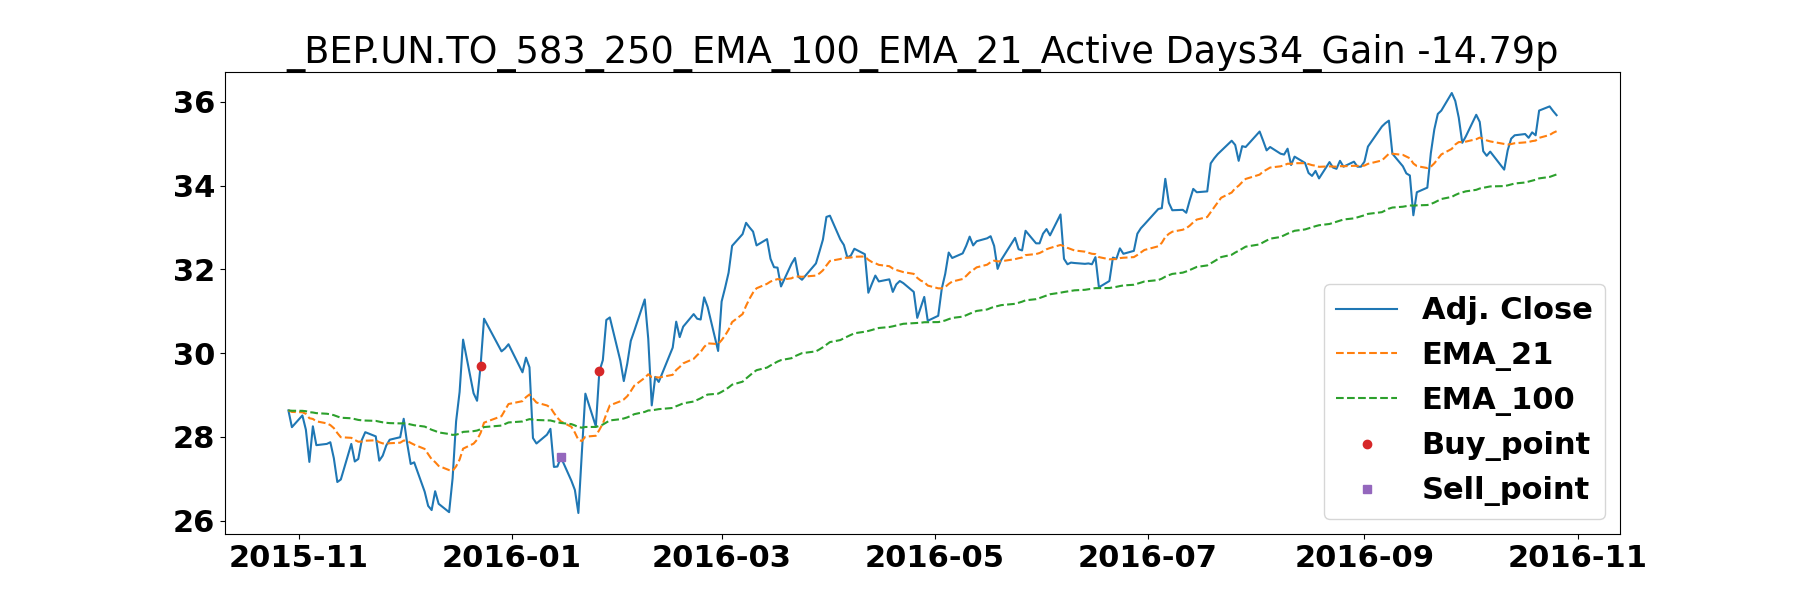 _BEP.UN.TO_583_250_EMA_100_EMA_21_Active Days34_Gain -14.79p
36
34
32
30
28
26
2015-11 2016-01 2016-03 2016-05 2016-07 2016-09 2016-11
Adj. Close
EMA_21
EMA_100
Buy_point
Sell_point